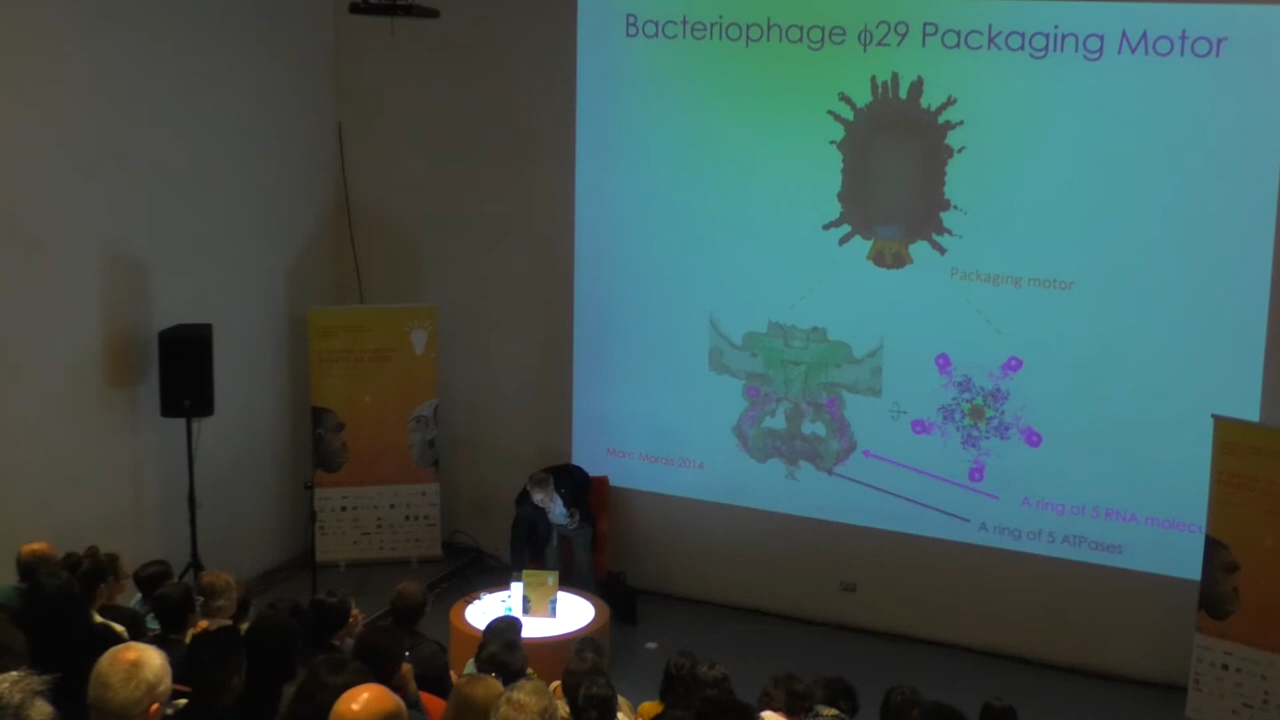 Bacteriophage ϕ29 Packaging Motor
Packaging motor
Marc Morais 2014
A ring of 5 RNA molecu
A ring of 5 ATPases